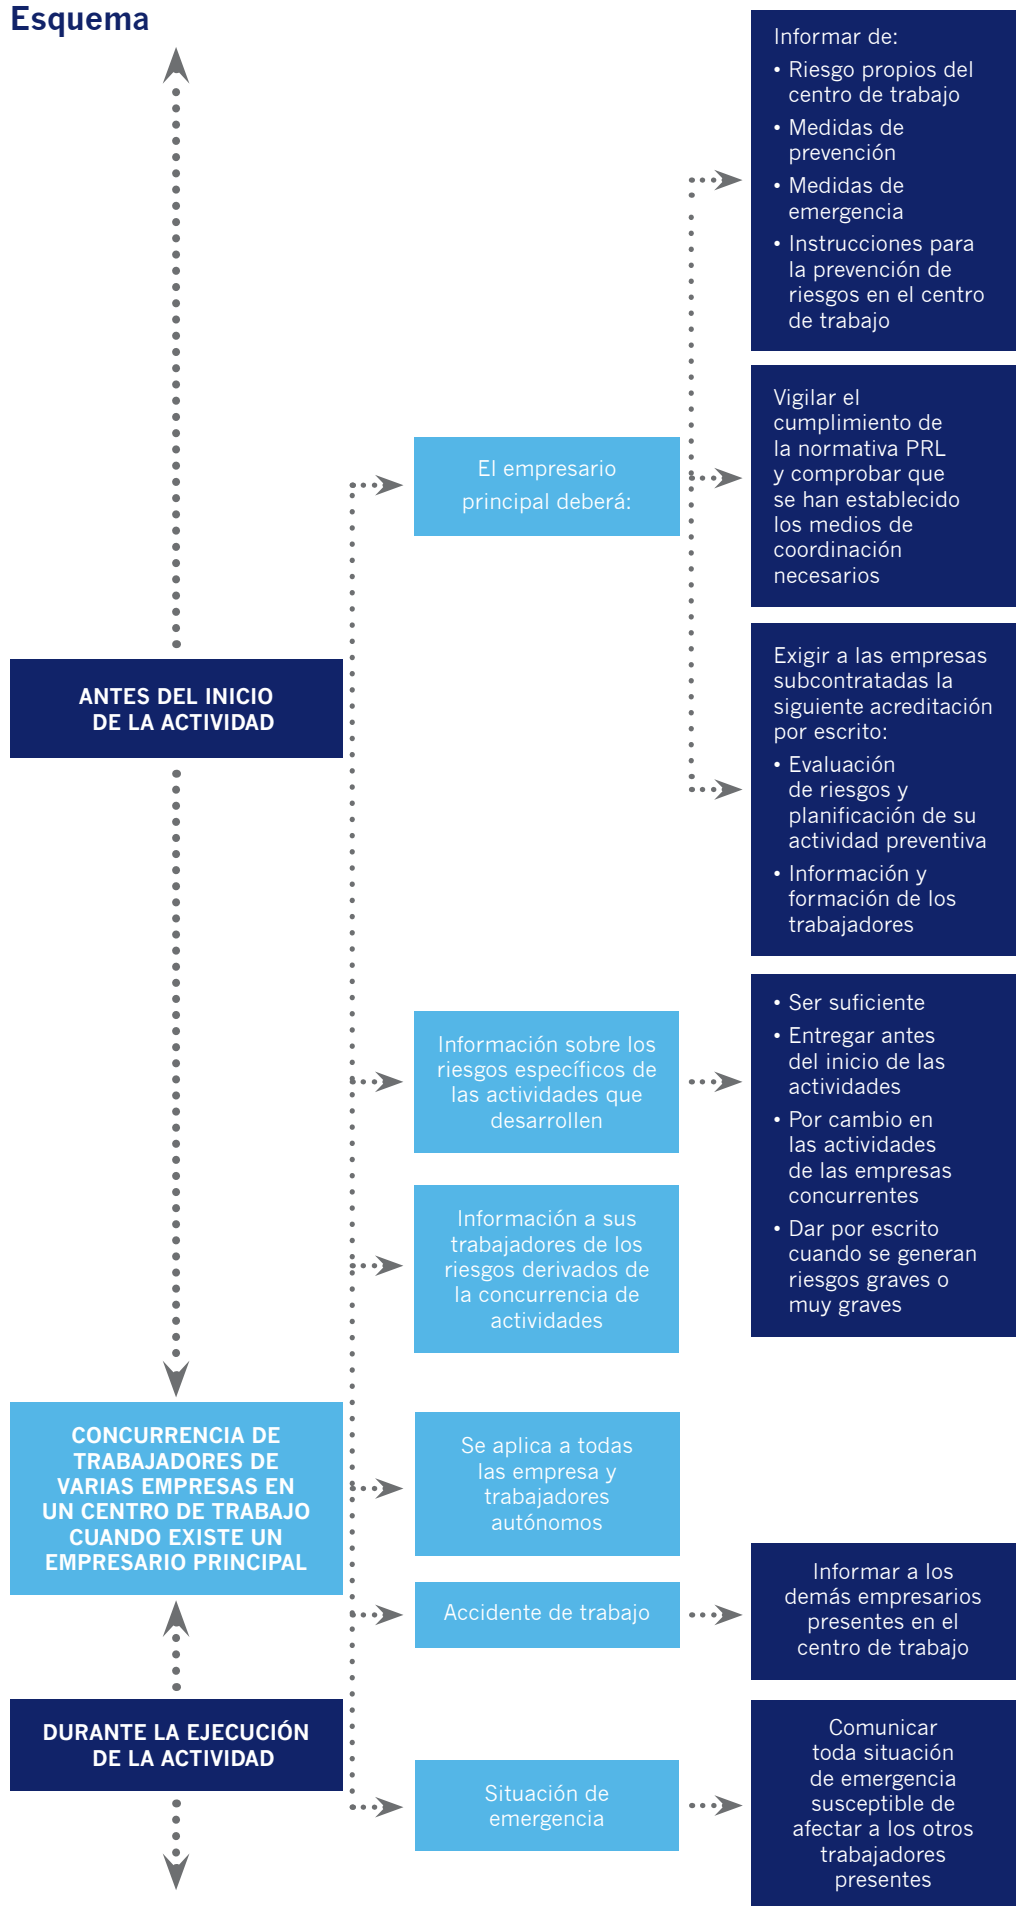 Esquema
Informar de:
• Riesgo propios del
centro de trabajo
• Medidas de
prevención
• Medidas de
emergencia
• Instrucciones para
la prevención de
riesgos en el centro
de trabajo
El empresario
principal deberá:
Vigilar el
cumplimiento de
la normativa PRL
y comprobar que
se han establecido
los medios de
coordinación
necesarios
ANTES DEL INICIO
DE LA ACTIVIDAD
Exigir a las empresas
subcontratadas la
siguiente acreditación
por escrito:
• Evaluación
de riesgos y
planificación de su
actividad preventiva
• Información y
formación de los
trabajadores
Información sobre los
riesgos específicos de
las actividades que
desarrollen
• Ser suficiente
• Entregar antes
del inicio de las
actividades
• Por cambio en
las actividades
de las empresas
concurrentes
• Dar por escrito
cuando se generan
riesgos graves o
muy graves
Información a sus
trabajadores de los
riesgos derivados de
la concurrencia de
actividades
CONCURRENCIA DE
TRABAJADORES DE
VARIAS EMPRESAS EN
UN CENTRO DE TRABAJO
CUANDO EXISTE UN
EMPRESARIO PRINCIPAL
Se aplica a todas
las empresa y
trabajadores
autónomos
Accidente de trabajo
Informar a los
demás empresarios
presentes en el
centro de trabajo
DURANTE LA EJECUCIÓN
DE LA ACTIVIDAD
Situación de
emergencia
Comunicar
toda situación
de emergencia
susceptible de
afectar a los otros
trabajadores
presentes